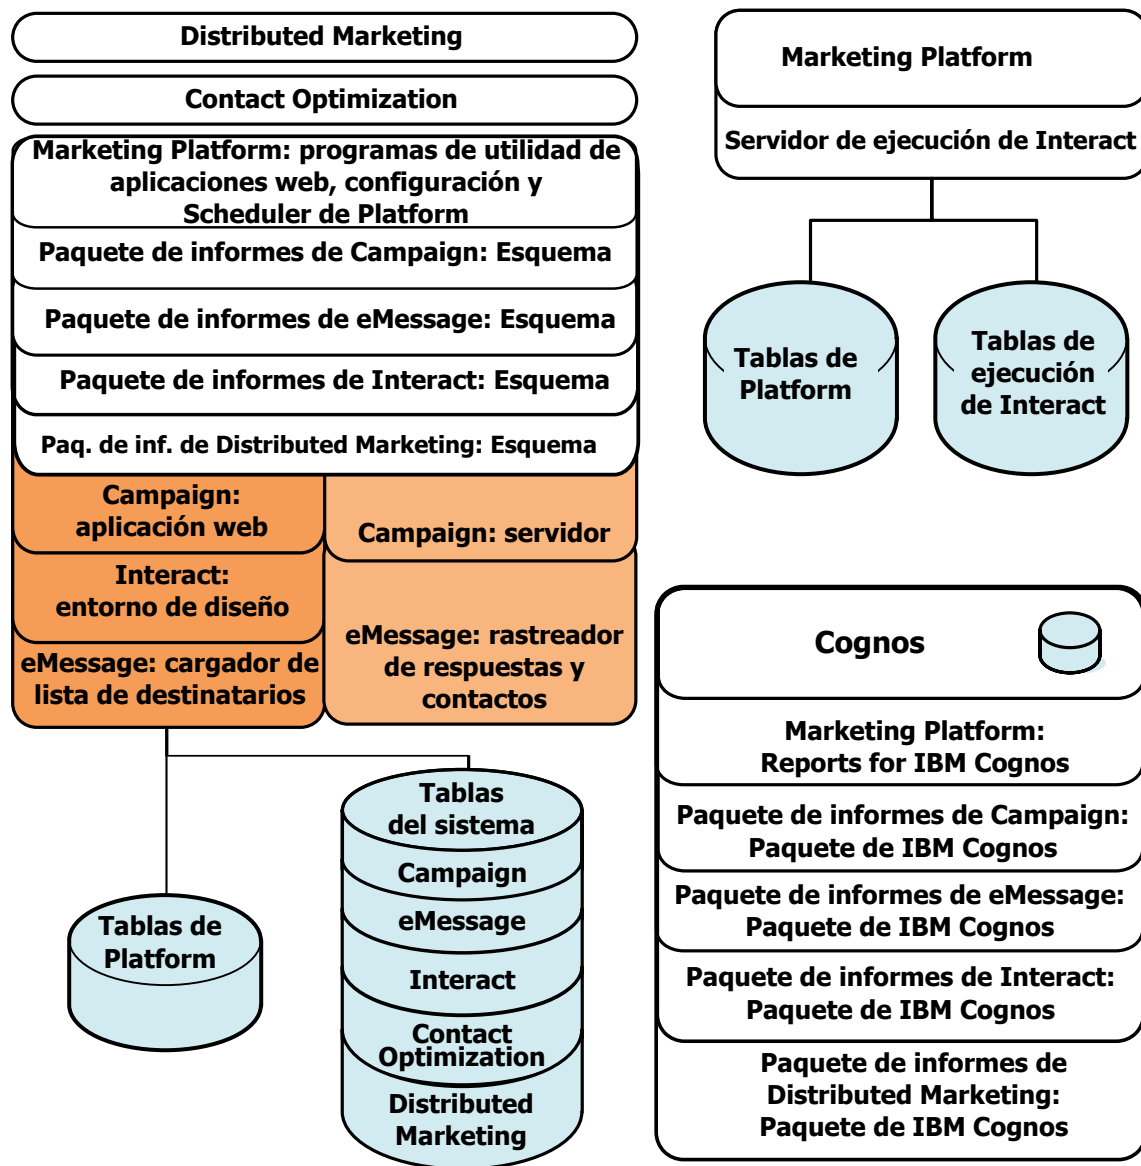 Distributed Marketing
Contact Optimization
Marketing Platform: programas de utilidad de
aplicaciones web, configuración y
Scheduler de Platform
Paquete de informes de Campaign: Esquema
Paquete de informes de eMessage: Esquema
Paquete de informes de Interact: Esquema
Paq. de inf. de Distributed Marketing: Esquema
Campaign:
aplicación web
Campaign: servidor
Interact:
entorno de diseño
eMessage: cargador de
lista de destinatarios
eMessage: rastreador
de respuestas y
contactos
Tablas de
Platform
Tablas
del sistema
Campaign
eMessage
Interact
Contact
Optimization
Distributed
Marketing
Marketing Platform
Servidor de ejecución de Interact
Tablas de
Platform
Tablas de
ejecución
de Interact
Cognos
Marketing Platform:
Reports for IBM Cognos
Paquete de informes de Campaign:
Paquete de IBM Cognos
Paquete de informes de eMessage:
Paquete de IBM Cognos
Paquete de informes de Interact:
Paquete de IBM Cognos
Paquete de informes de
Distributed Marketing:
Paquete de IBM Cognos